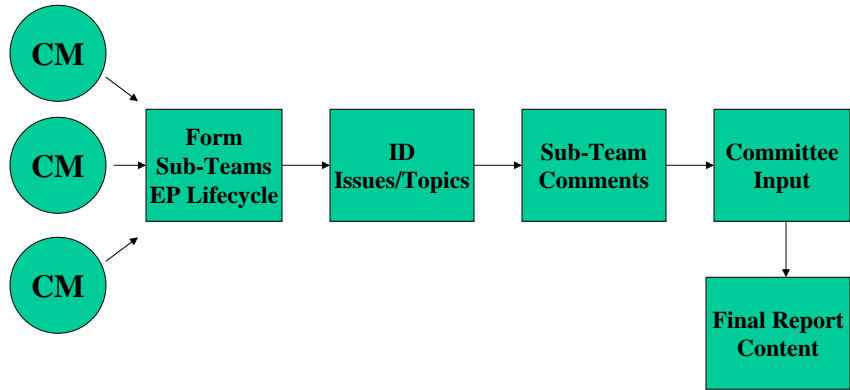 CM
CM
CM
Form
Sub-Teams
EP Lifecycle
ID
Issues/Topics
Sub-Team
Comments
Committee
Input
Final Report
Content